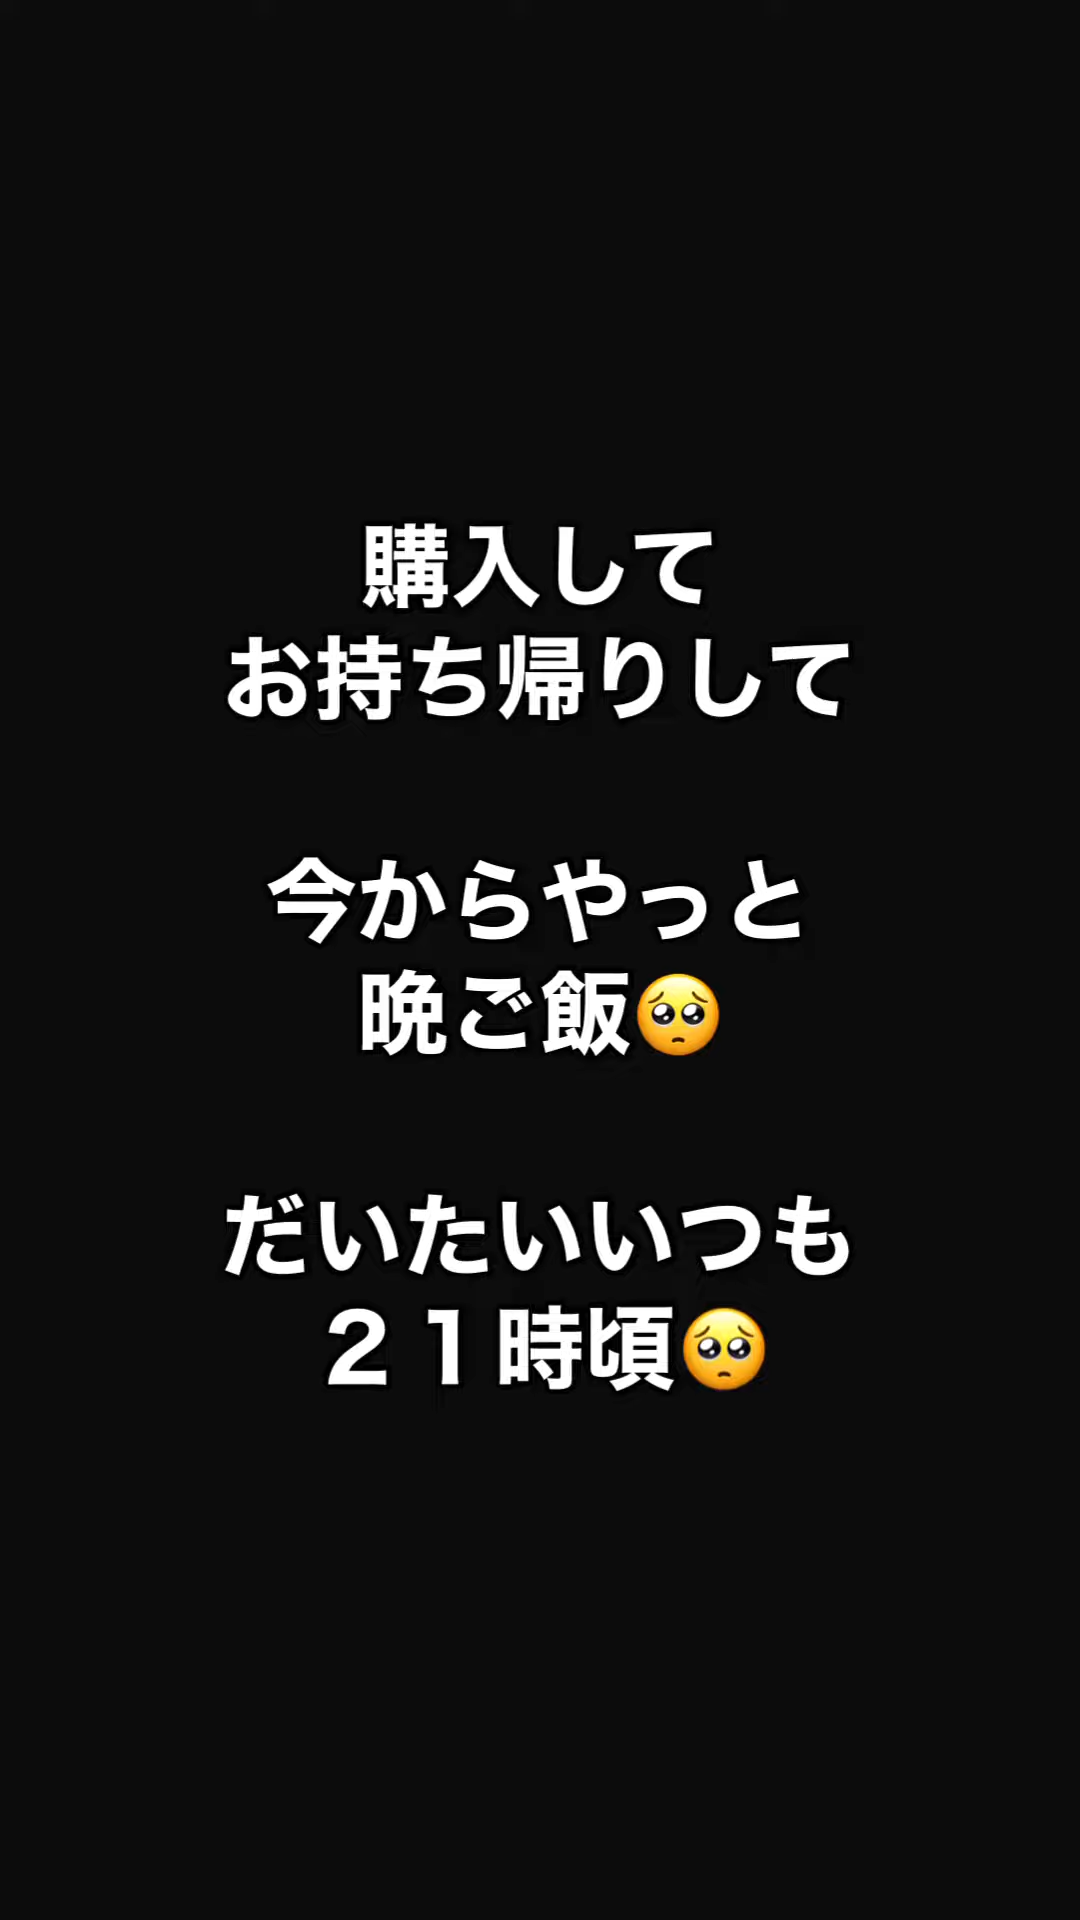 購入して
お持ち帰りして
今からやっと
晩ご飯🥺
だいたいいつも
２１時頃🥺